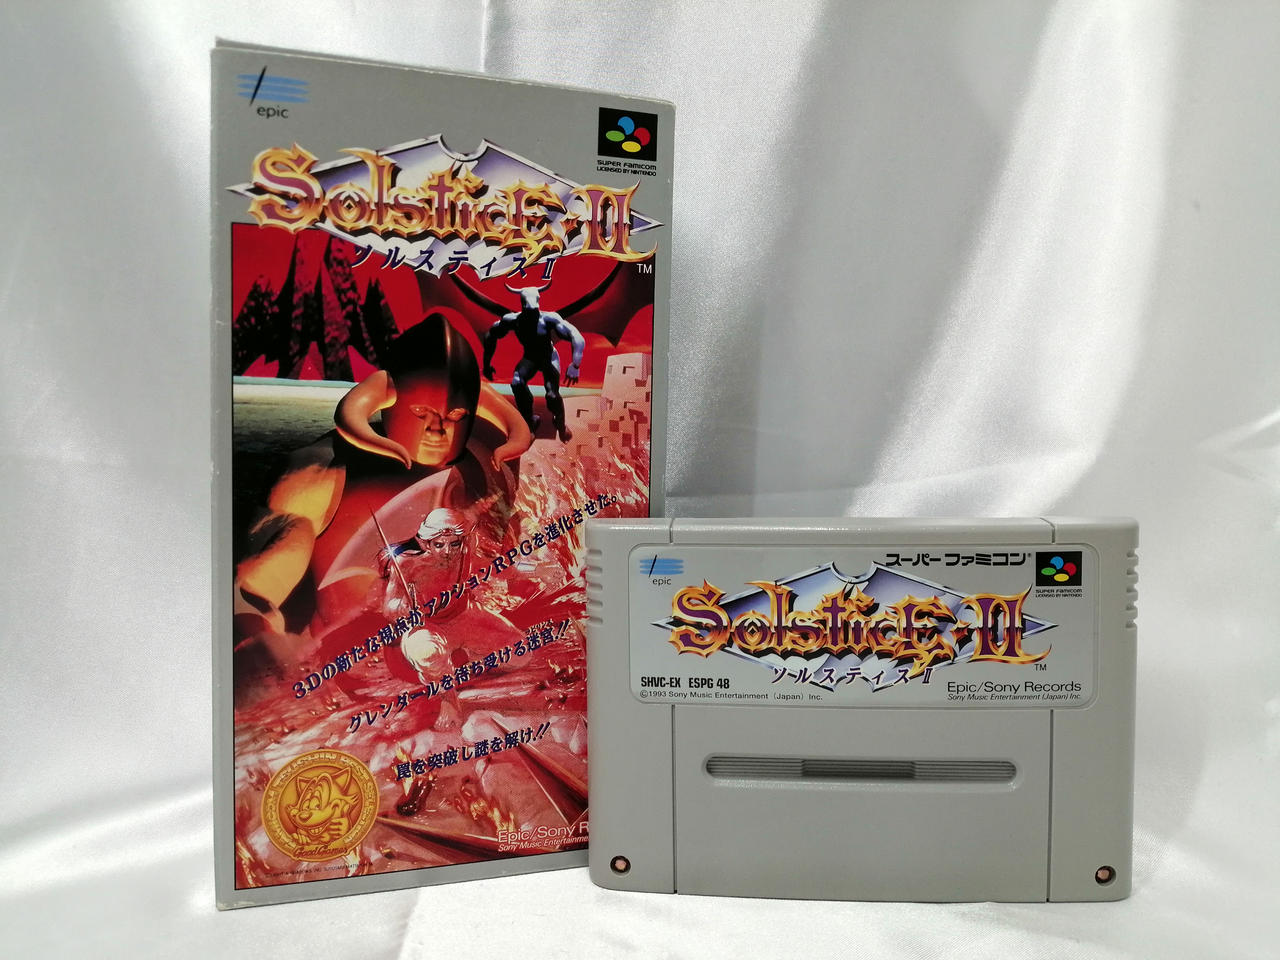 epic
SUPER FAMICOM
LICENSED BY NINTENDO
SolsticE·II
ソルスティスII
TM
3Dの新たな視点がアクションRPGを進化させた。
グレンダールを待ち受ける迷宮!!
罠を突破し謎を解け!!
Good Games
Epic/Sony R
Sony Music Entertainme
epic
スーパーファミコン®
SUPER FAMICOM
LICENSED BY NINTENDO
SolsticE·II
ソルスティスII
TM
SHVC-EX ESPG 48
©1993 Sony Music Entertainment (Japan) Inc.
Epic/Sony Records
Sony Music Entertainment (Japan) Inc.